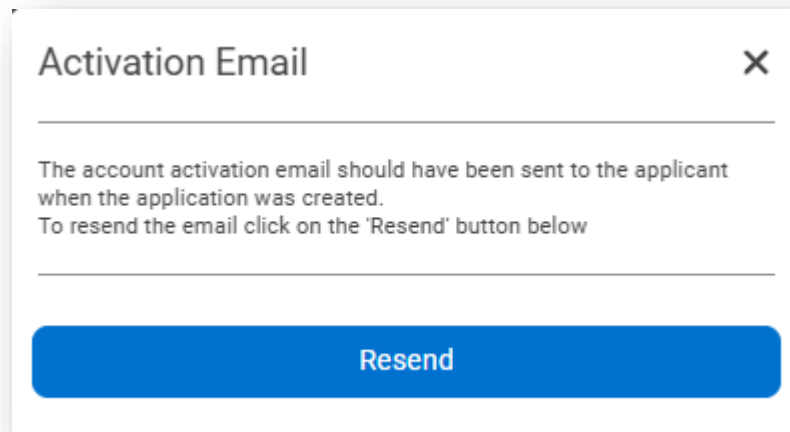 Activation Email
The account activation email should have been sent to the applicant
when the application was created.
To resend the email click on the 'Resend' button below
Resend